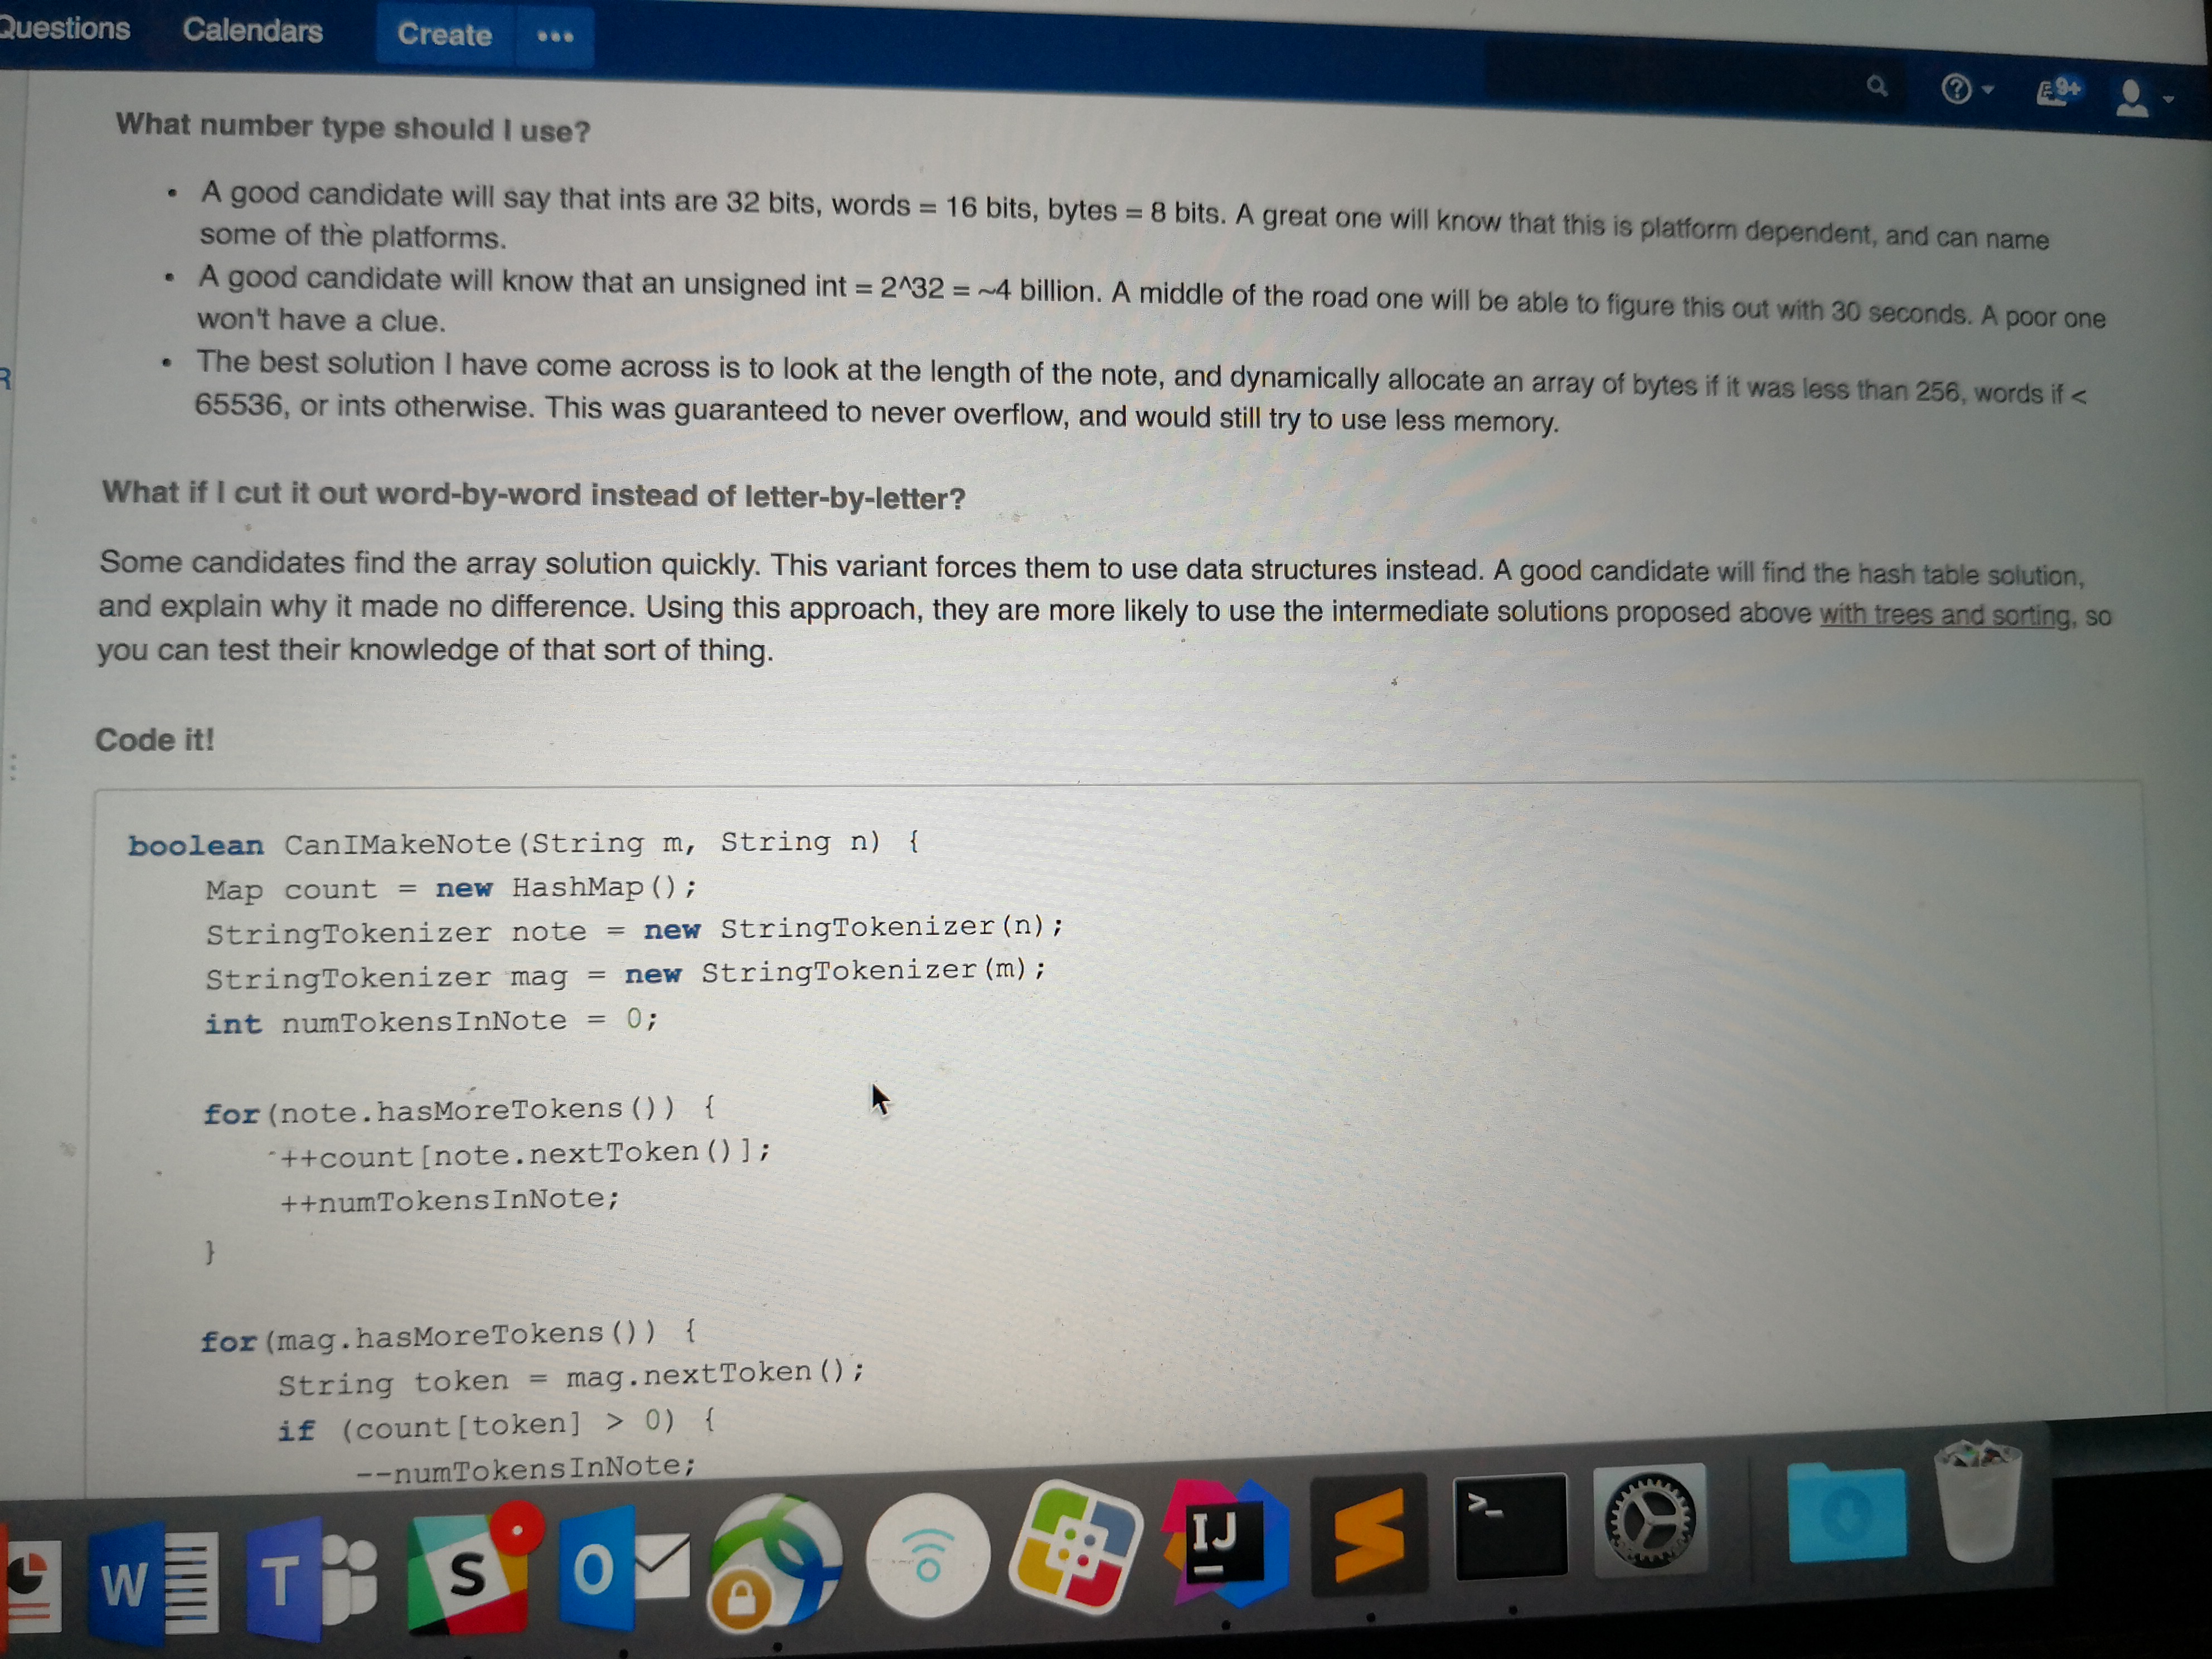 Questions Calendars Create •••
9+
What number type should I use?
• A good candidate will say that ints are 32 bits, words = 16 bits, bytes = 8 bits. A great one will know that this is platform dependent, and can name
some of the platforms.
• A good candidate will know that an unsigned int = 2^32 = ~4 billion. A middle of the road one will be able to figure this out with 30 seconds. A poor one
won't have a clue.
• The best solution I have come across is to look at the length of the note, and dynamically allocate an array of bytes if it was less than 256, words if <
65536, or ints otherwise. This was guaranteed to never overflow, and would still try to use less memory.
R
What if I cut it out word-by-word instead of letter-by-letter?
Some candidates find the array solution quickly. This variant forces them to use data structures instead. A good candidate will find the hash table solution,
and explain why it made no difference. Using this approach, they are more likely to use the intermediate solutions proposed above with trees and sorting, so
you can test their knowledge of that sort of thing.
Code it!
boolean CanIMakeNote(String m, String n) {
Map count = new HashMap();
StringTokenizer note = new StringTokenizer(n);
StringTokenizer mag = new StringTokenizer(m);
int numTokensInNote = 0;
for(note.hasMoreTokens()) {
++count[note.nextToken()];
++numTokensInNote;
}
for(mag.hasMoreTokens()) {
String token = mag.nextToken();
if (count[token] > 0) {
--numTokensInNote;
W T S O IJ >_